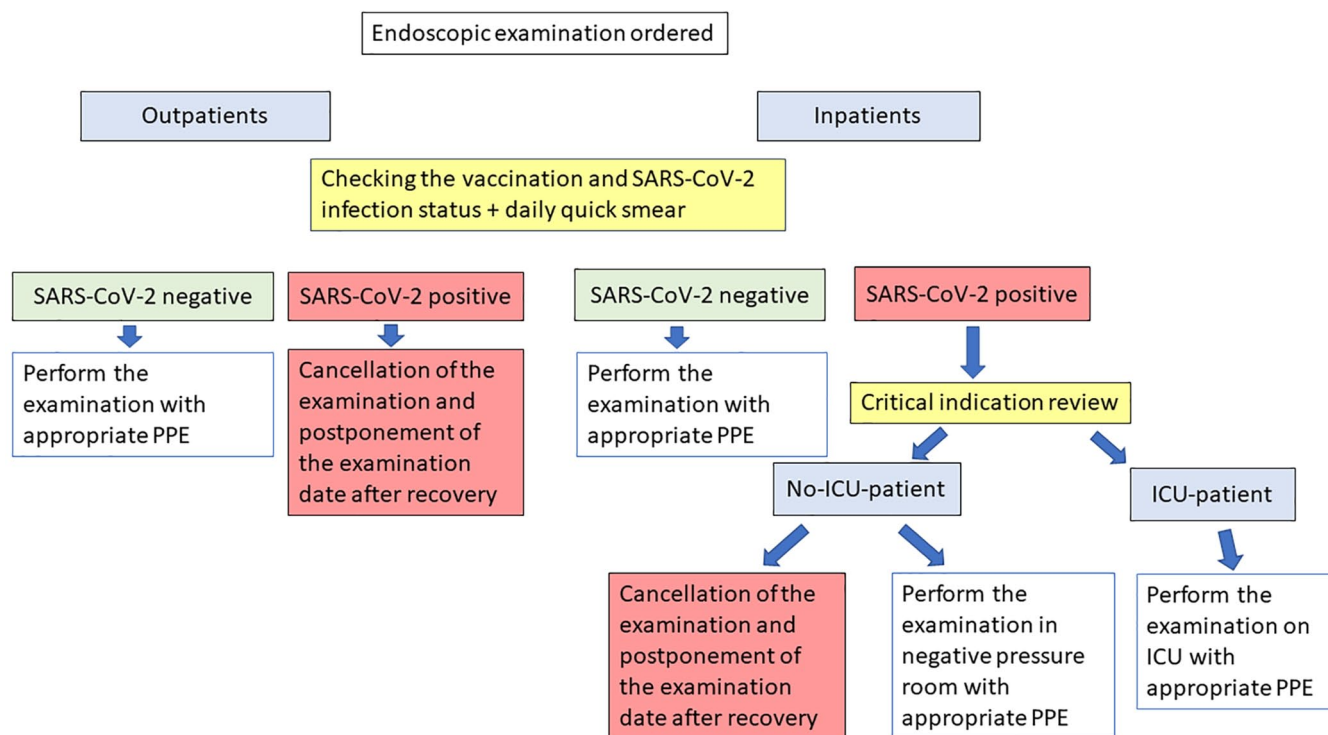 Endoscopic examination ordered
Outpatients
Inpatients
Checking the vaccination and SARS-CoV-2
infection status + daily quick smear
SARS-CoV-2 negative
SARS-CoV-2 positive
SARS-CoV-2 negative
SARS-CoV-2 positive
Perform the
examination with
appropriate PPE
Cancellation of the
examination and
postponement of
the examination
date after recovery
Perform the
examination with
appropriate PPE
Critical indication review
No-ICU-patient
ICU-patient
Cancellation of the
examination and
postponement of
the examination
date after recovery
Perform the
examination in
negative pressure
room with
appropriate PPE
Perform the
examination on
ICU with
appropriate PPE